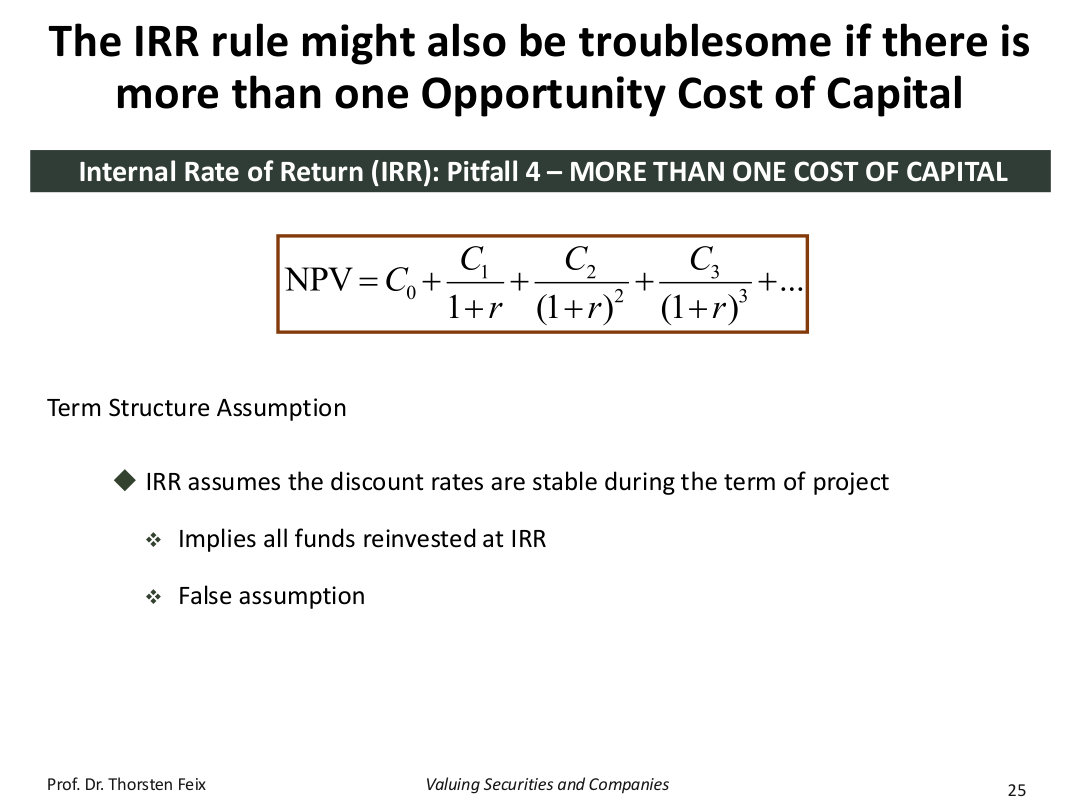 The IRR rule might also be troublesome if there is
more than one Opportunity Cost of Capital
Internal Rate of Return (IRR): Pitfall 4 – MORE THAN ONE COST OF CAPITAL
NPV = C₀ + C₁/(1+r) + C₂/(1+r)² + C₃/(1+r)³ + ...
Term Structure Assumption
◆ IRR assumes the discount rates are stable during the term of project
❖ Implies all funds reinvested at IRR
❖ False assumption
Prof. Dr. Thorsten Feix
Valuing Securities and Companies
25